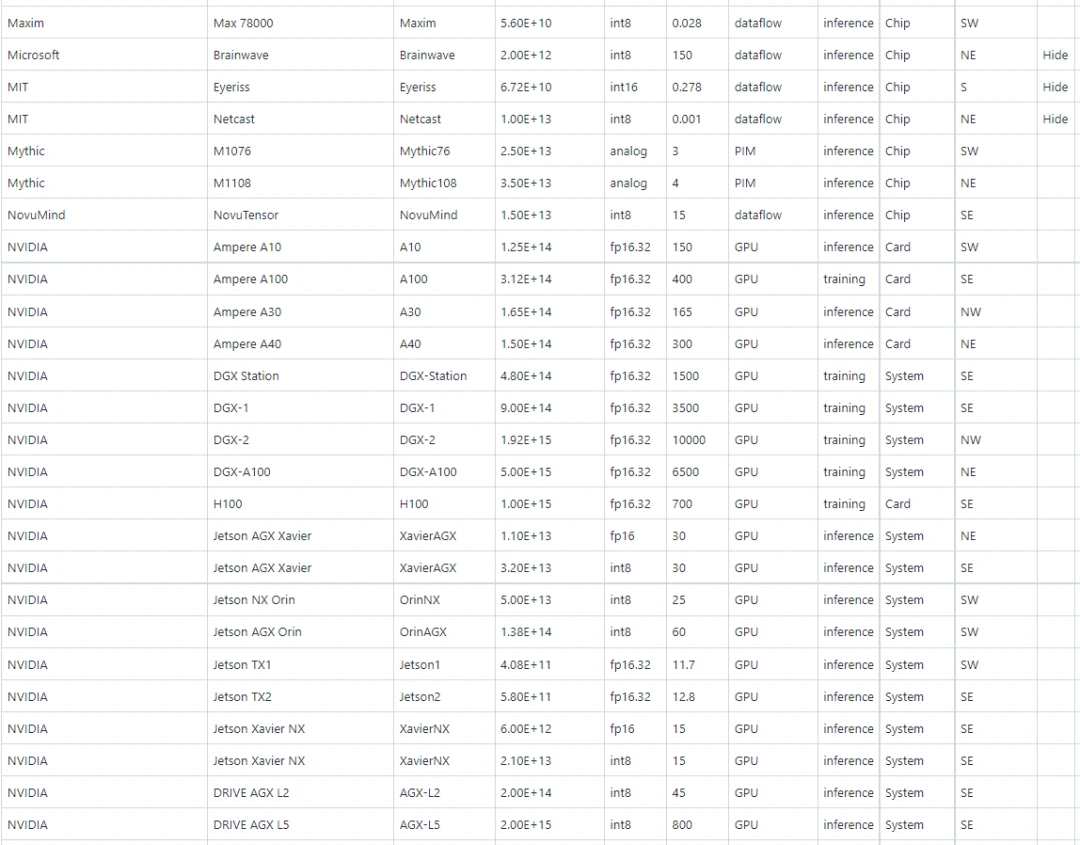 Maxim Max 78000 Maxim 5.60E+10 int8 0.028 dataflow inference Chip SW
Microsoft Brainwave Brainwave 2.00E+12 int8 150 dataflow inference Chip NE Hide
MIT Eyeriss Eyeriss 6.72E+10 int16 0.278 dataflow inference Chip S Hide
MIT Netcast Netcast 1.00E+13 int8 0.001 dataflow inference Chip NE Hide
Mythic M1076 Mythic76 2.50E+13 analog 3 PIM inference Chip SW
Mythic M1108 Mythic108 3.50E+13 analog 4 PIM inference Chip NE
NovuMind NovuTensor NovuMind 1.50E+13 int8 15 dataflow inference Chip SE
NVIDIA Ampere A10 A10 1.25E+14 fp16.32 150 GPU inference Card SW
NVIDIA Ampere A100 A100 3.12E+14 fp16.32 400 GPU training Card SE
NVIDIA Ampere A30 A30 1.65E+14 fp16.32 165 GPU inference Card NW
NVIDIA Ampere A40 A40 1.50E+14 fp16.32 300 GPU inference Card NE
NVIDIA DGX Station DGX-Station 4.80E+14 fp16.32 1500 GPU training System SE
NVIDIA DGX-1 DGX-1 9.00E+14 fp16.32 3500 GPU training System SE
NVIDIA DGX-2 DGX-2 1.92E+15 fp16.32 10000 GPU training System NW
NVIDIA DGX-A100 DGX-A100 5.00E+15 fp16.32 6500 GPU training System NE
NVIDIA H100 H100 1.00E+15 fp16.32 700 GPU training Card SE
NVIDIA Jetson AGX Xavier XavierAGX 1.10E+13 fp16 30 GPU inference System NE
NVIDIA Jetson AGX Xavier XavierAGX 3.20E+13 int8 30 GPU inference System SE
NVIDIA Jetson NX Orin OrinNX 5.00E+13 int8 25 GPU inference System SW
NVIDIA Jetson AGX Orin OrinAGX 1.38E+14 int8 60 GPU inference System SW
NVIDIA Jetson TX1 Jetson1 4.08E+11 fp16.32 11.7 GPU inference System SW
NVIDIA Jetson TX2 Jetson2 5.80E+11 fp16.32 12.8 GPU inference System SE
NVIDIA Jetson Xavier NX XavierNX 6.00E+12 fp16 15 GPU inference System SE
NVIDIA Jetson Xavier NX XavierNX 2.10E+13 int8 15 GPU inference System SE
NVIDIA DRIVE AGX L2 AGX-L2 2.00E+14 int8 45 GPU inference System SE
NVIDIA DRIVE AGX L5 AGX-L5 2.00E+15 int8 800 GPU inference System SE